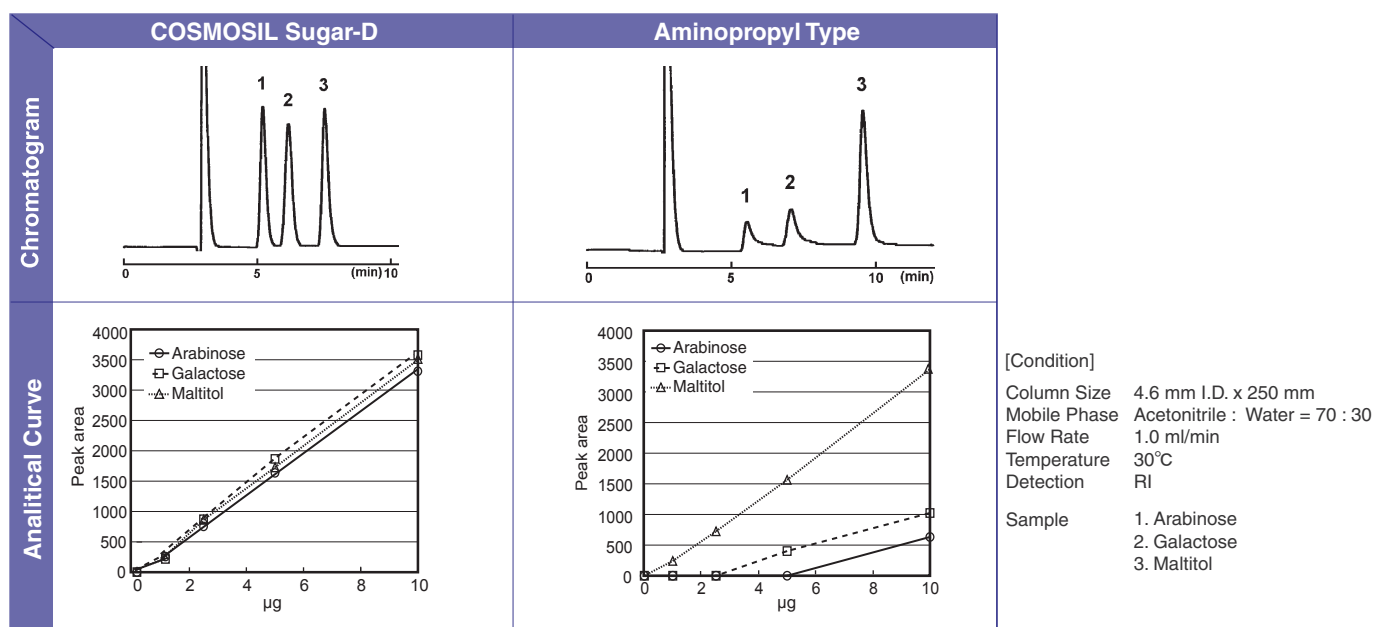 COSMOSIL Sugar-D
Aminopropyl Type
Chromatogram
1
2
3
0
5
(min)
10
1
2
3
0
5
10
(min)
Analitical Curve
Peak area
4000
3500
3000
2500
2000
1500
1000
500
0
Arabinose
Galactose
Maltitol
0
2
4
6
8
10
µg
Peak area
4000
3500
3000
2500
2000
1500
1000
500
0
Arabinose
Galactose
Maltitol
0
2
4
6
8
10
µg
[Condition]
Column Size 4.6 mm I.D. x 250 mm
Mobile Phase Acetonitrile : Water = 70 : 30
Flow Rate 1.0 ml/min
Temperature 30°C
Detection RI
Sample 1. Arabinose
2. Galactose
3. Maltitol